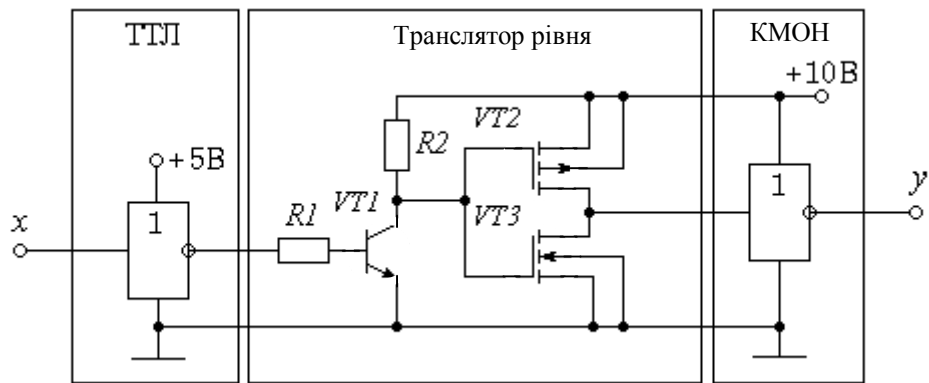 ТТЛ
Транслятор рівня
КМОН
+10В
VT2
R2
+5В
1
x
VT1
R1
VT3
1
y